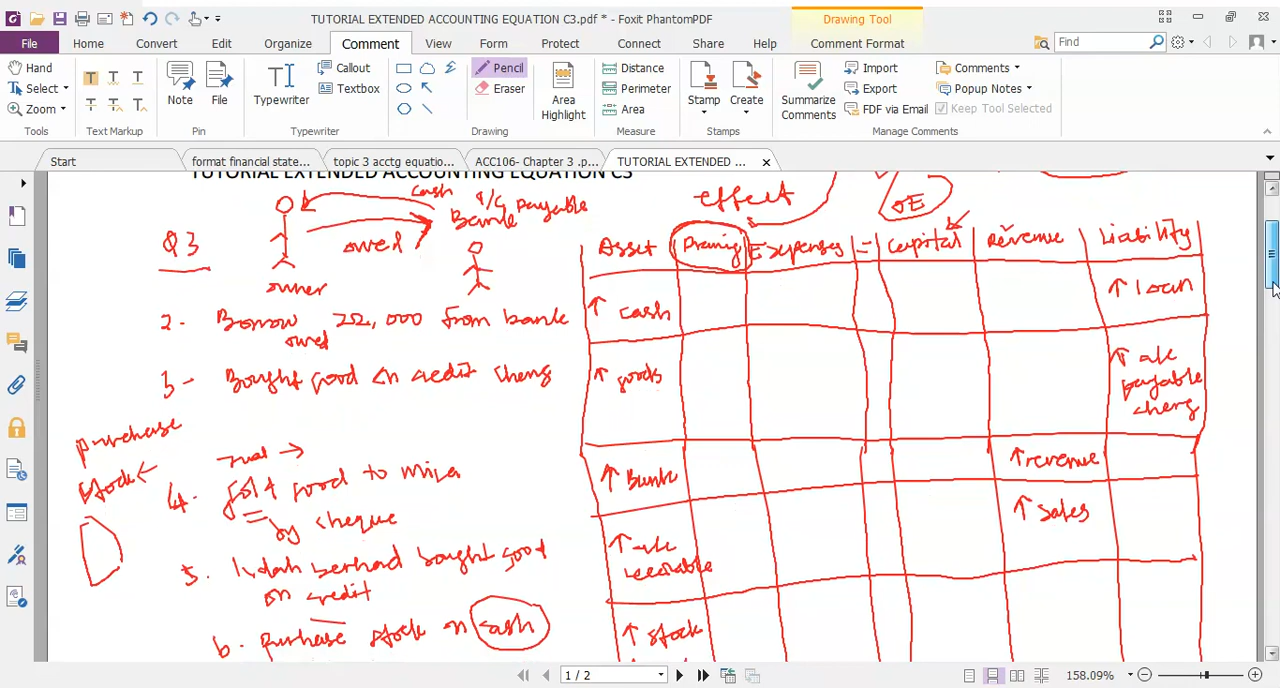 TUTORIAL EXTENDED ACCOUNTING EQUATION C3.pdf * - Foxit PhantomPDF
Drawing Tool
File Home Convert Edit Organize Comment View Form Protect Connect Share Help Comment Format Find
Hand
Select
Zoom
Tools
Text Markup
Note
File
Pin
Typewriter
Callout
Textbox
Typewriter
Pencil
Eraser
Drawing
Area Highlight
Distance
Perimeter
Area
Measure
Stamp
Create
Stamps
Summarize Comments
Import
Export
FDF via Email
Comments
Popup Notes
Keep Tool Selected
Manage Comments
Start format financial state... topic 3 acctg equatio... ACC106- Chapter 3 .p... TUTORIAL EXTENDED ...
TUTORIAL EXTENDED ACCOUNTING EQUATION C3
cash
a/c payable
Bank
effect
OE
Q3
owed
owner
Asset Drawing Expenses = Capital Revenue Liability
2- Borrow 202,000 from bank
owed
↑ cash
↑ loan
3- Bought good on credit Cheng
↑ goods
↑ a/c payable cheng
purchase
stock ←
4- sold good to
by cheque
↑ Bank
↑ revenue
5. Indah berhad bought good
on credit
↑ a/c receivable
↑ sales
6. purchase stock on cash
↑ stock
1 / 2
158.09%